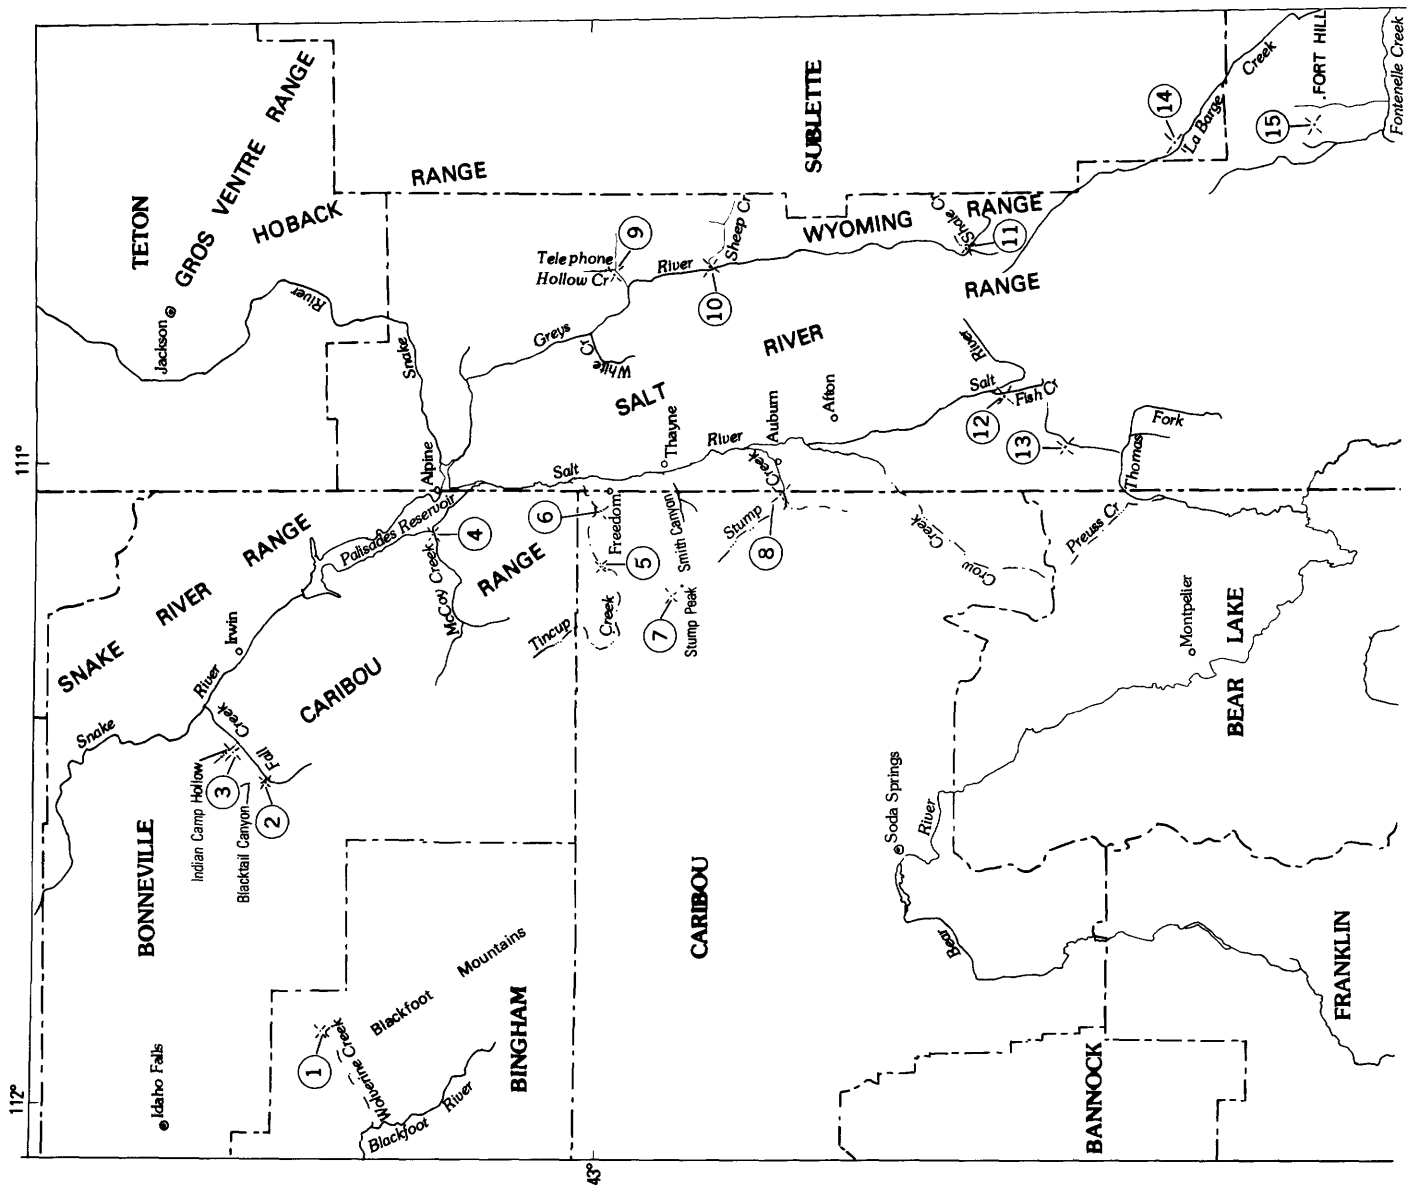 112°
111°
43°
TETON
GROS VENTRE RANGE
HOBACK
RANGE
Jackson
River
Snake
SUBLETTE
WYOMING
RANGE
Telephone
Hollow Cr
9
River
Sheep Cr
10
Shale Cr
11
14
La Barge
Creek
15
FORT HILL
Fontenelle Creek
Greys
White Cr
SALT
RIVER
RANGE
Alpine
Salt
Thayne
River
Auburn
Afton
Salt
River
12
Fish Cr
13
Thomas
Fork
Preuss Cr
SNAKE
RIVER
RANGE
Palisades Reservoir
4
McCoy Creek
CARIBOU
RANGE
Irwin
River
Snake
Fall
Creek
Indian Camp Hollow
3
Blacktail Canyon
2
6
Freedom
5
Tincup
Creek
Smith Canyon
7
Stump Peak
Stump
Creek
8
Crow
Creek
Montpelier
BEAR LAKE
BONNEVILLE
Idaho Falls
1
Wolverine Creek
Blackfoot
Mountains
Blackfoot
River
BINGHAM
CARIBOU
Soda Springs
River
Bear
FRANKLIN
BANNOCK